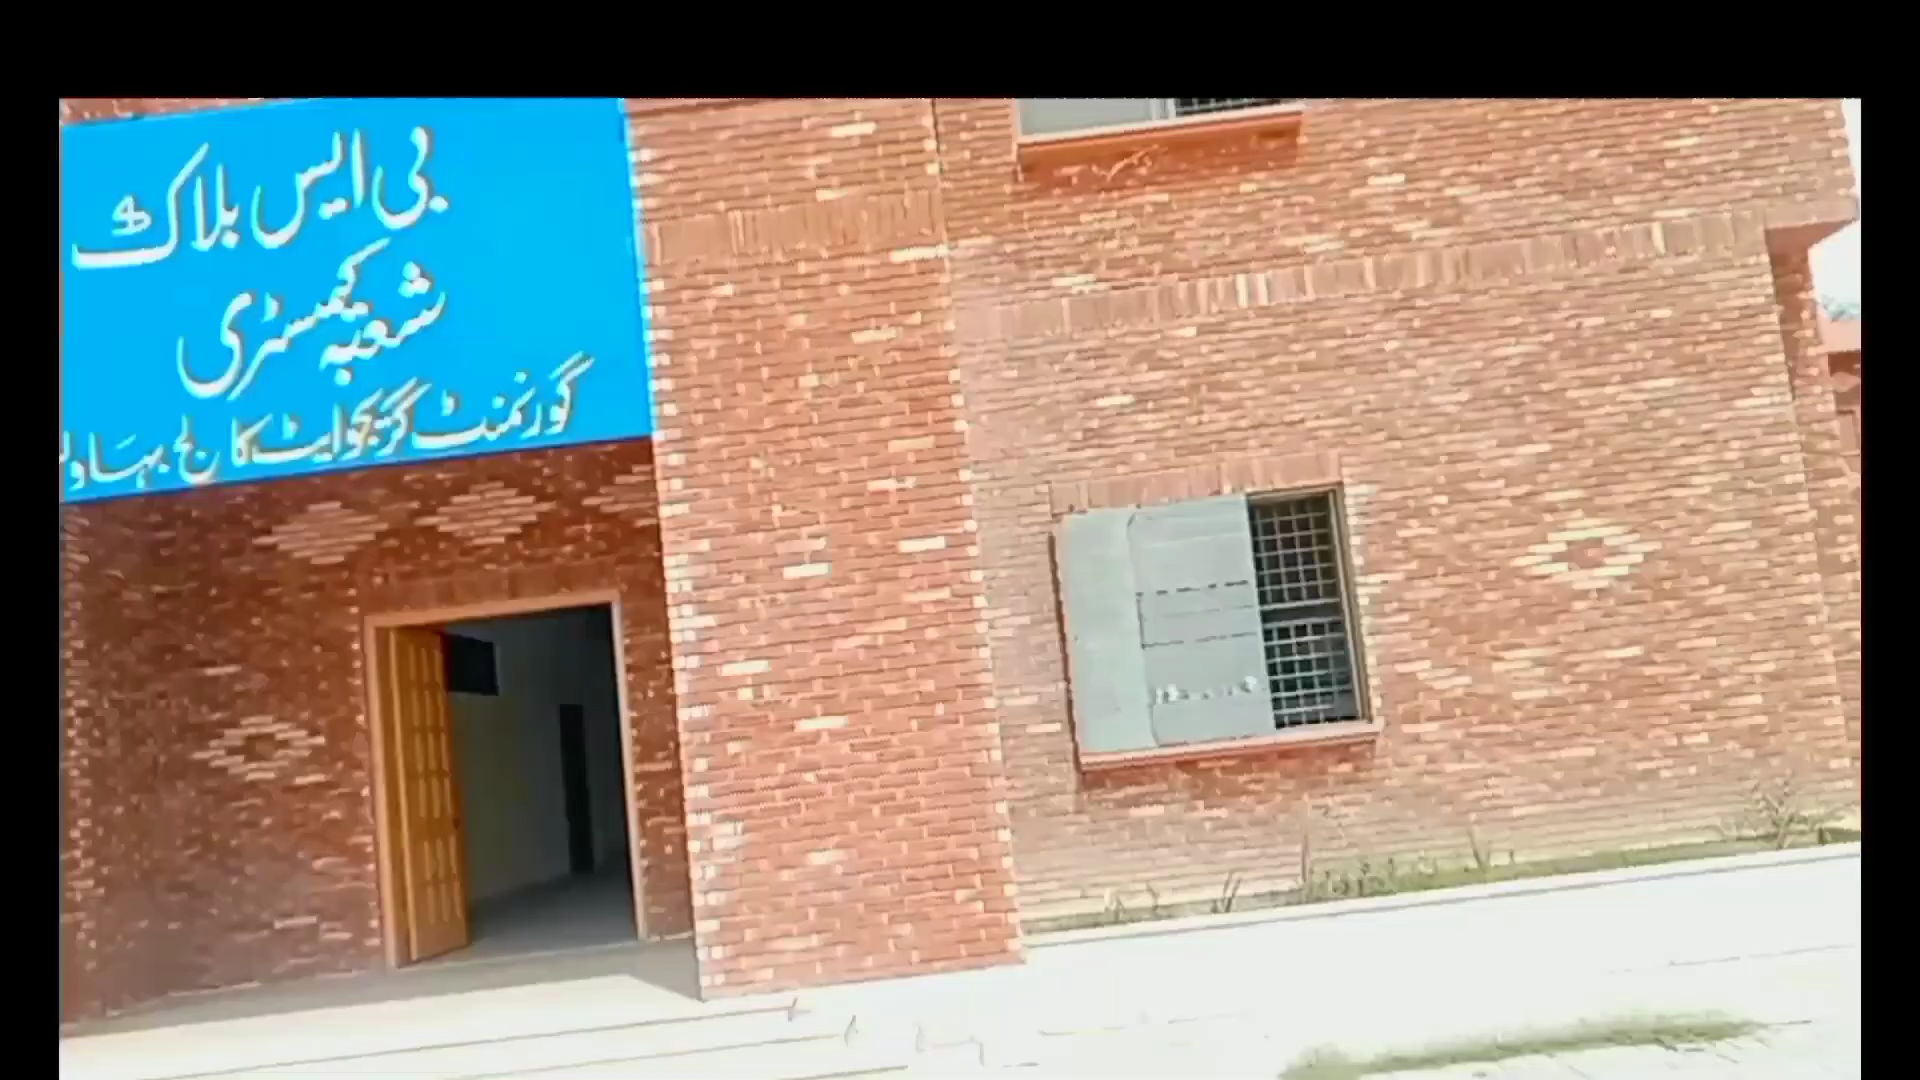 بی ایس بلاک
شعبہ کیمسٹری
گورنمنٹ گریجوایٹ کالج